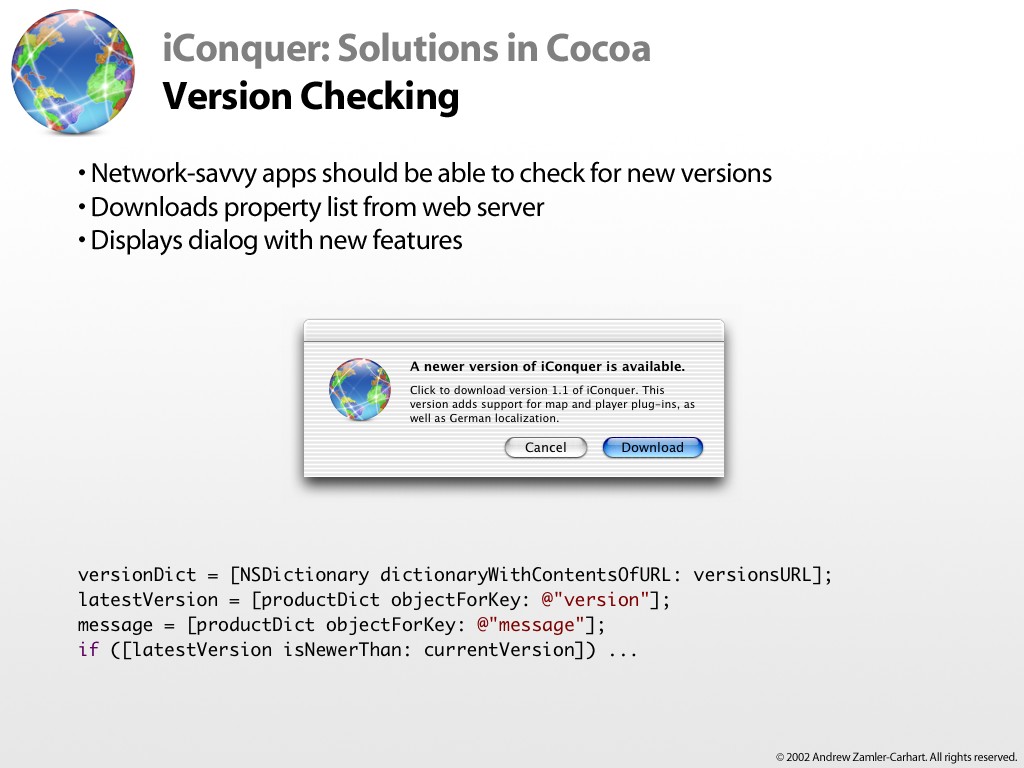 iConquer: Solutions in Cocoa
Version Checking
• Network-savvy apps should be able to check for new versions
• Downloads property list from web server
• Displays dialog with new features
A newer version of iConquer is available.
Click to download version 1.1 of iConquer. This
version adds support for map and player plug-ins, as
well as German localization.
Cancel Download
versionDict = [NSDictionary dictionaryWithContentsOfURL: versionsURL];
latestVersion = [productDict objectForKey: @"version"];
message = [productDict objectForKey: @"message"];
if ([latestVersion isNewerThan: currentVersion]) ...
© 2002 Andrew Zamler-Carhart. All rights reserved.